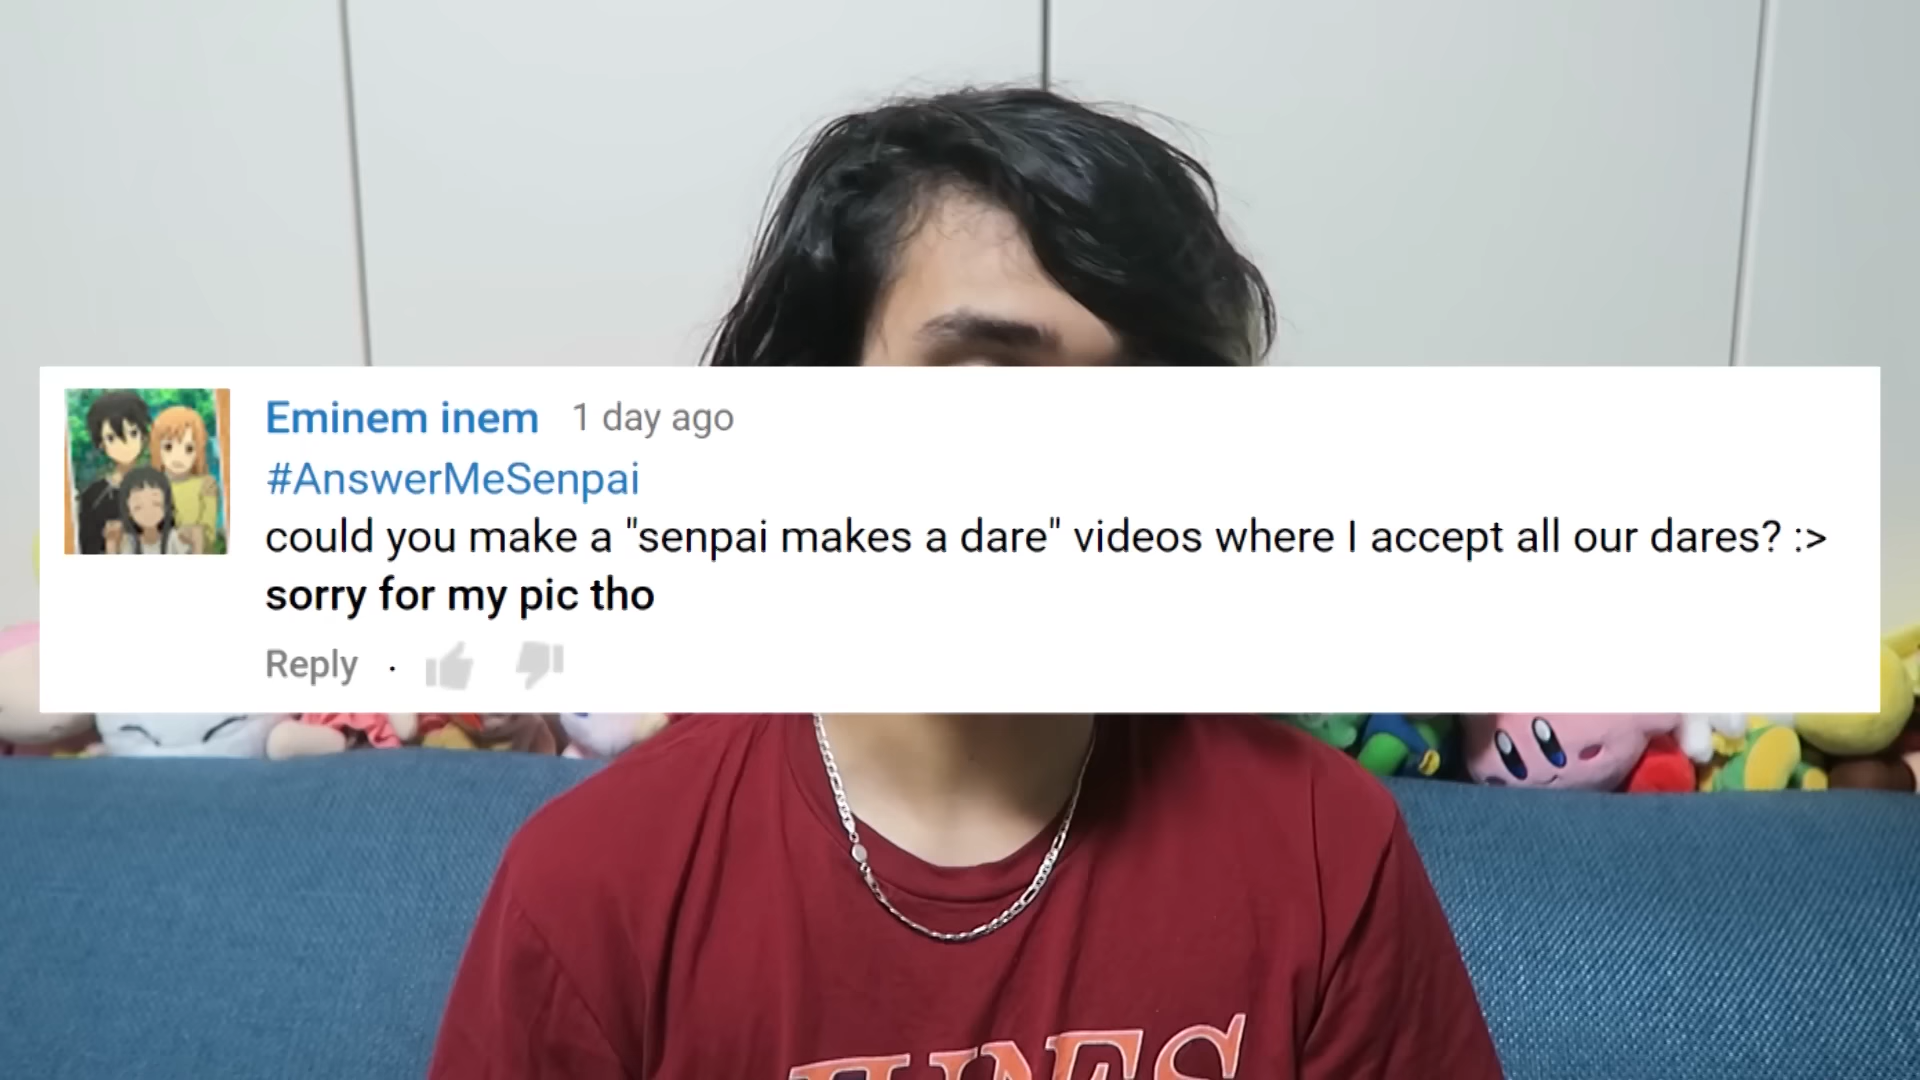 Eminem inem 1 day ago
#AnswerMeSenpai
could you make a "senpai makes a dare" videos where I accept all our dares? :>
sorry for my pic tho
Reply ·